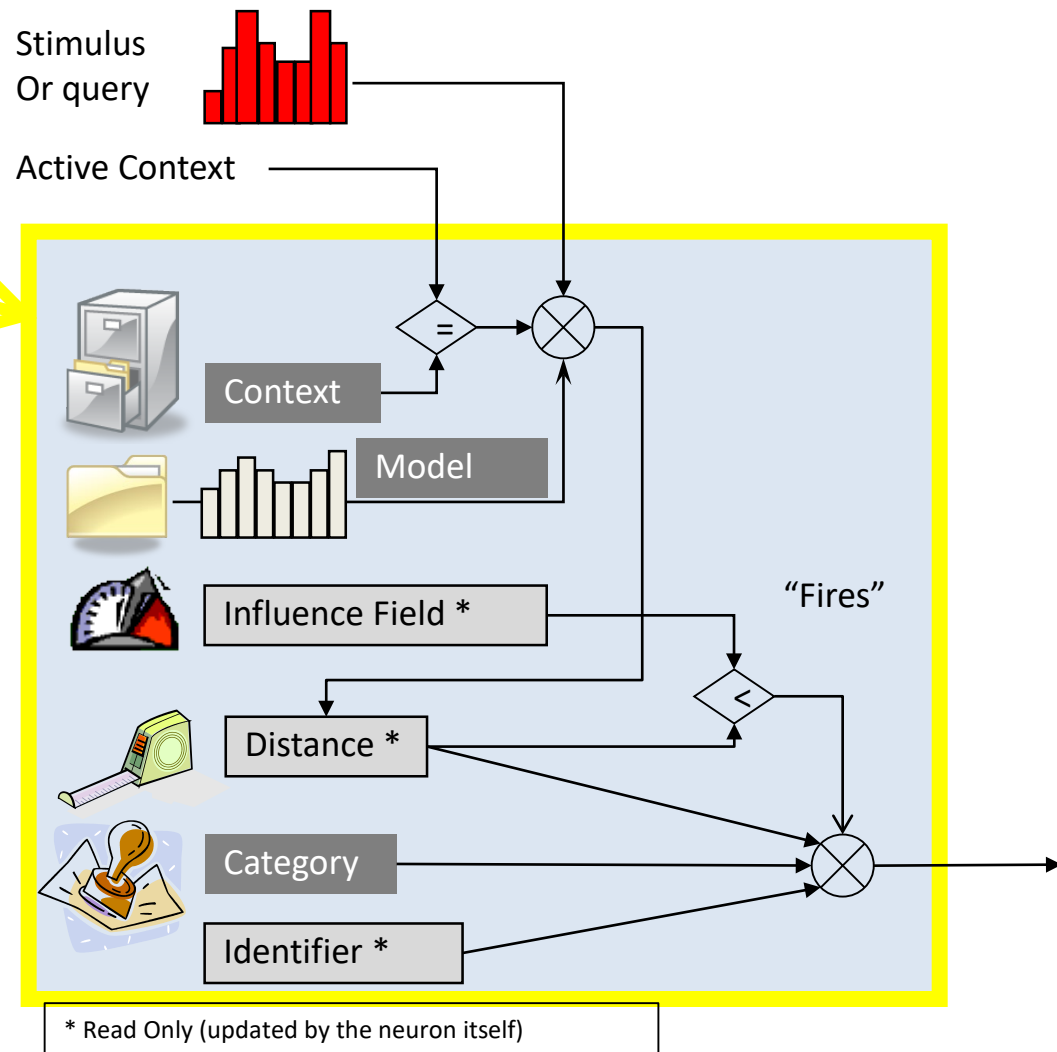 Stimulus
Or query
Active Context
=
Context
Model
“Fires”
Influence Field *
<
Distance *
Category
Identifier *
* Read Only (updated by the neuron itself)